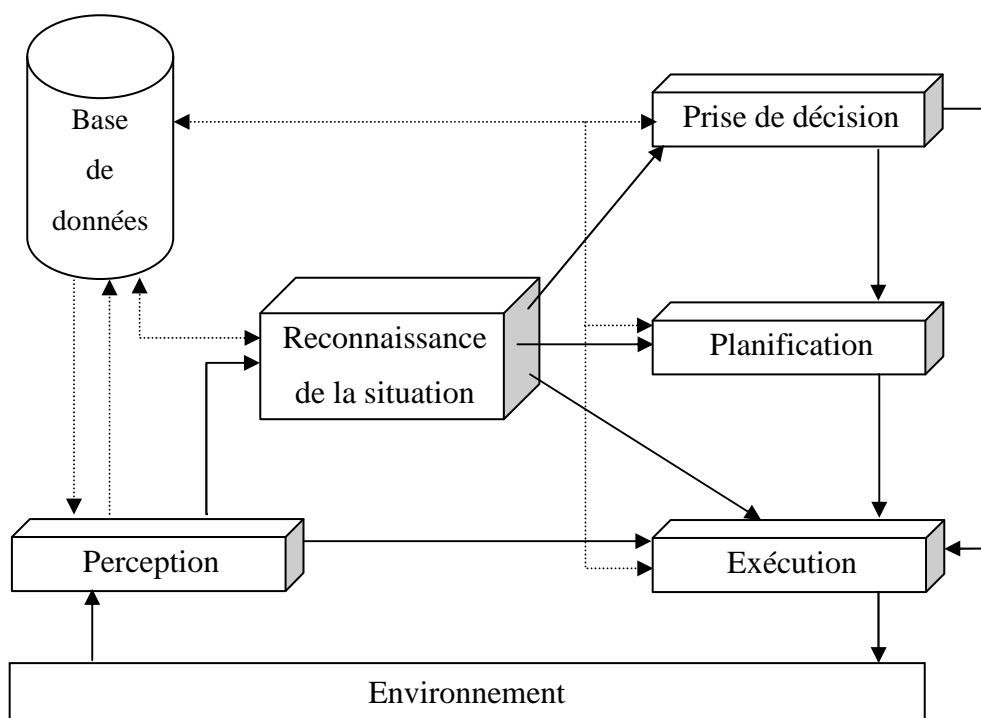 Base
de
données
Prise de décision
Reconnaissance
de la situation
Planification
Perception
Exécution
Environnement